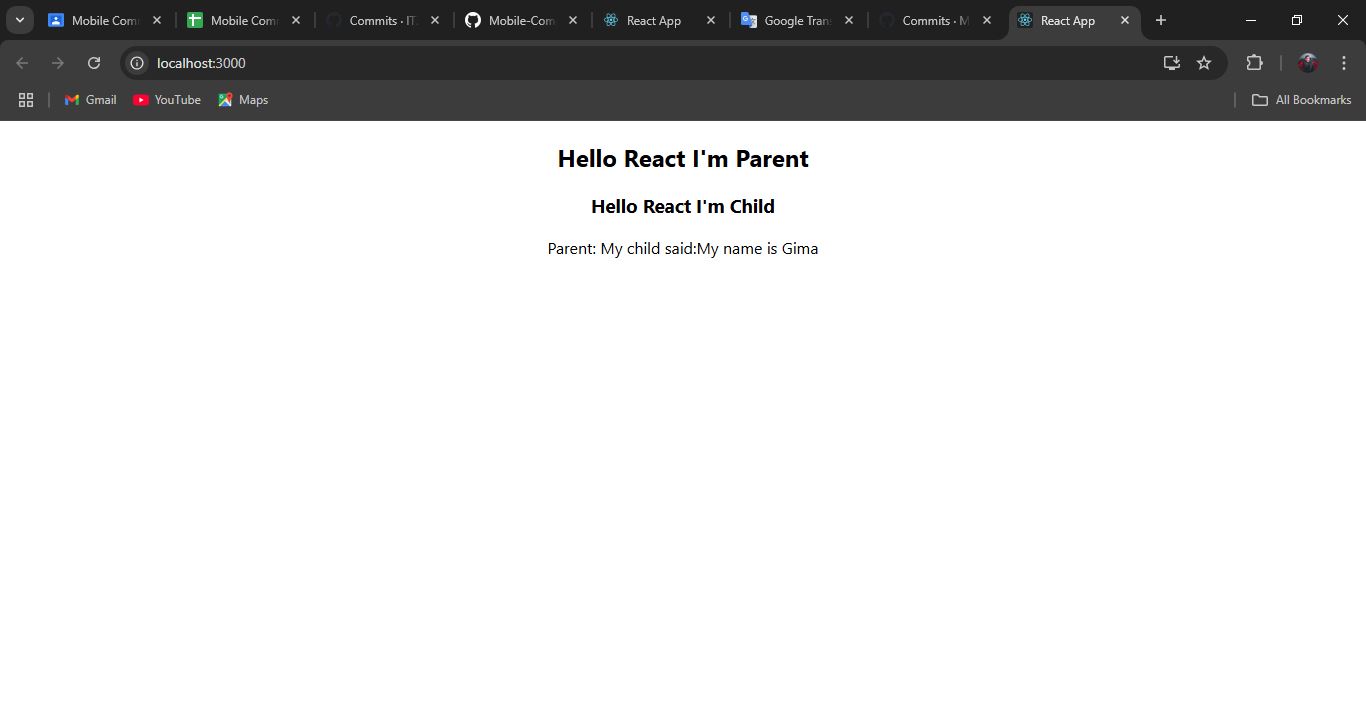 Mobile Com
Mobile Com
Commits · IT
Mobile-Com
React App
Google Tran
Commits · M
React App
localhost:3000
Gmail
YouTube
Maps
All Bookmarks
Hello React I'm Parent
Hello React I'm Child
Parent: My child said:My name is Gima